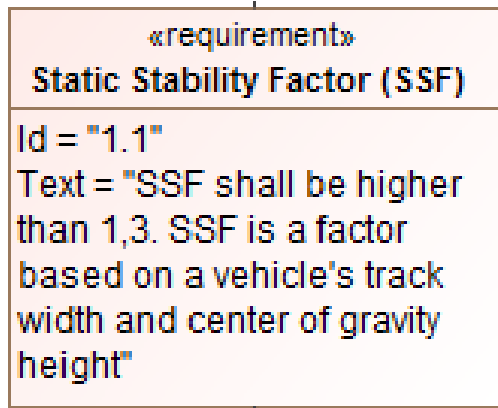 «requirement»
Static Stability Factor (SSF)
Id = "1.1"
Text = "SSF shall be higher
than 1,3. SSF is a factor
based on a vehicle's track
width and center of gravity
height"